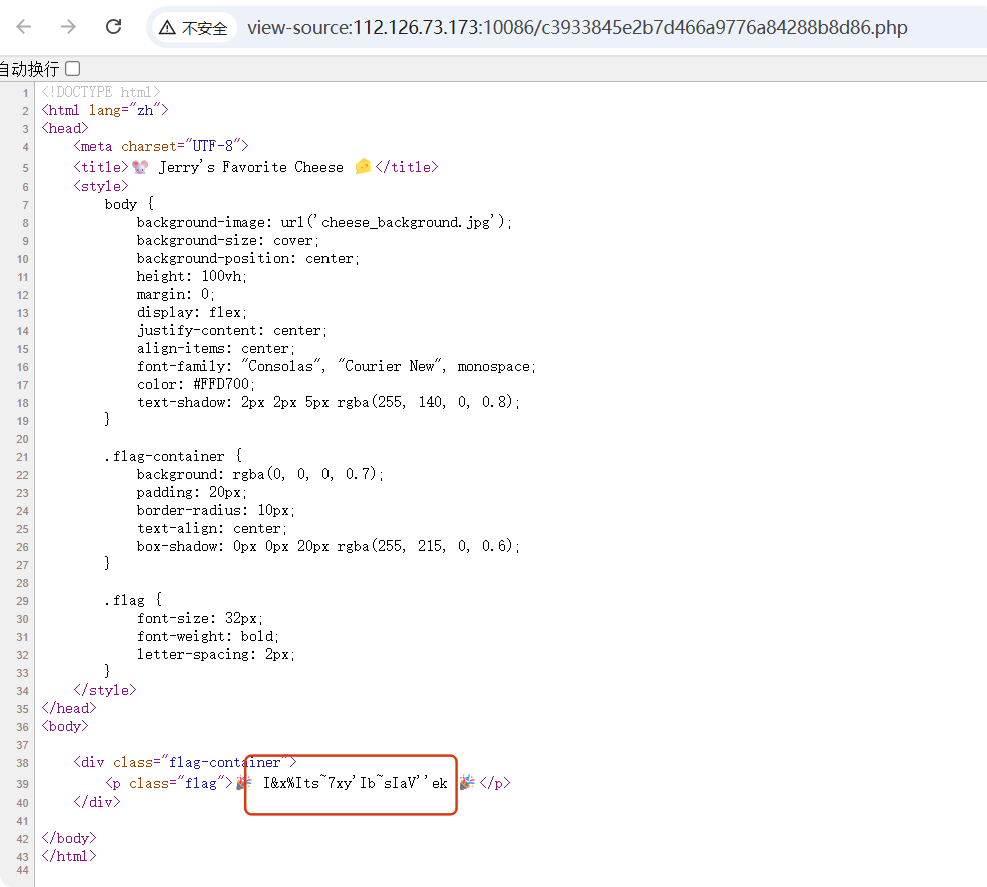 不安全 view-source:112.126.73.173:10086/c3933845e2b7d466a9776a84288b8d86.php
自动换行
1 <!DOCTYPE html>
2 <html lang="zh">
3 <head>
4 <meta charset="UTF-8">
5 <title>🐭 Jerry's Favorite Cheese 🧀</title>
6 <style>
7 body {
8 background-image: url('cheese_background.jpg');
9 background-size: cover;
10 background-position: center;
11 height: 100vh;
12 margin: 0;
13 display: flex;
14 justify-content: center;
15 align-items: center;
16 font-family: "Consolas", "Courier New", monospace;
17 color: #FFD700;
18 text-shadow: 2px 2px 5px rgba(255, 140, 0, 0.8);
19 }
20
21 .flag-container {
22 background: rgba(0, 0, 0, 0.7);
23 padding: 20px;
24 border-radius: 10px;
25 text-align: center;
26 box-shadow: 0px 0px 20px rgba(255, 215, 0, 0.6);
27 }
28
29 .flag {
30 font-size: 32px;
31 font-weight: bold;
32 letter-spacing: 2px;
33 }
34 </style>
35 </head>
36 <body>
37
38 <div class="flag-container">
39 <p class="flag">🎉 I&x%Its~7xy'Ib~sIaV''ek 🎉</p>
40 </div>
41
42 </body>
43 </html>
44